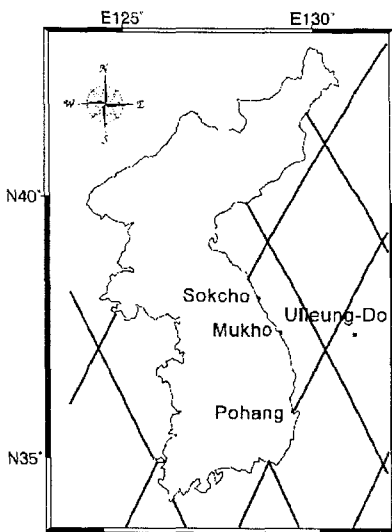 E125° E130°
N
W E
S
N40°
Sokcho
Ulleung-Do
Mukho
Pohang
N35°